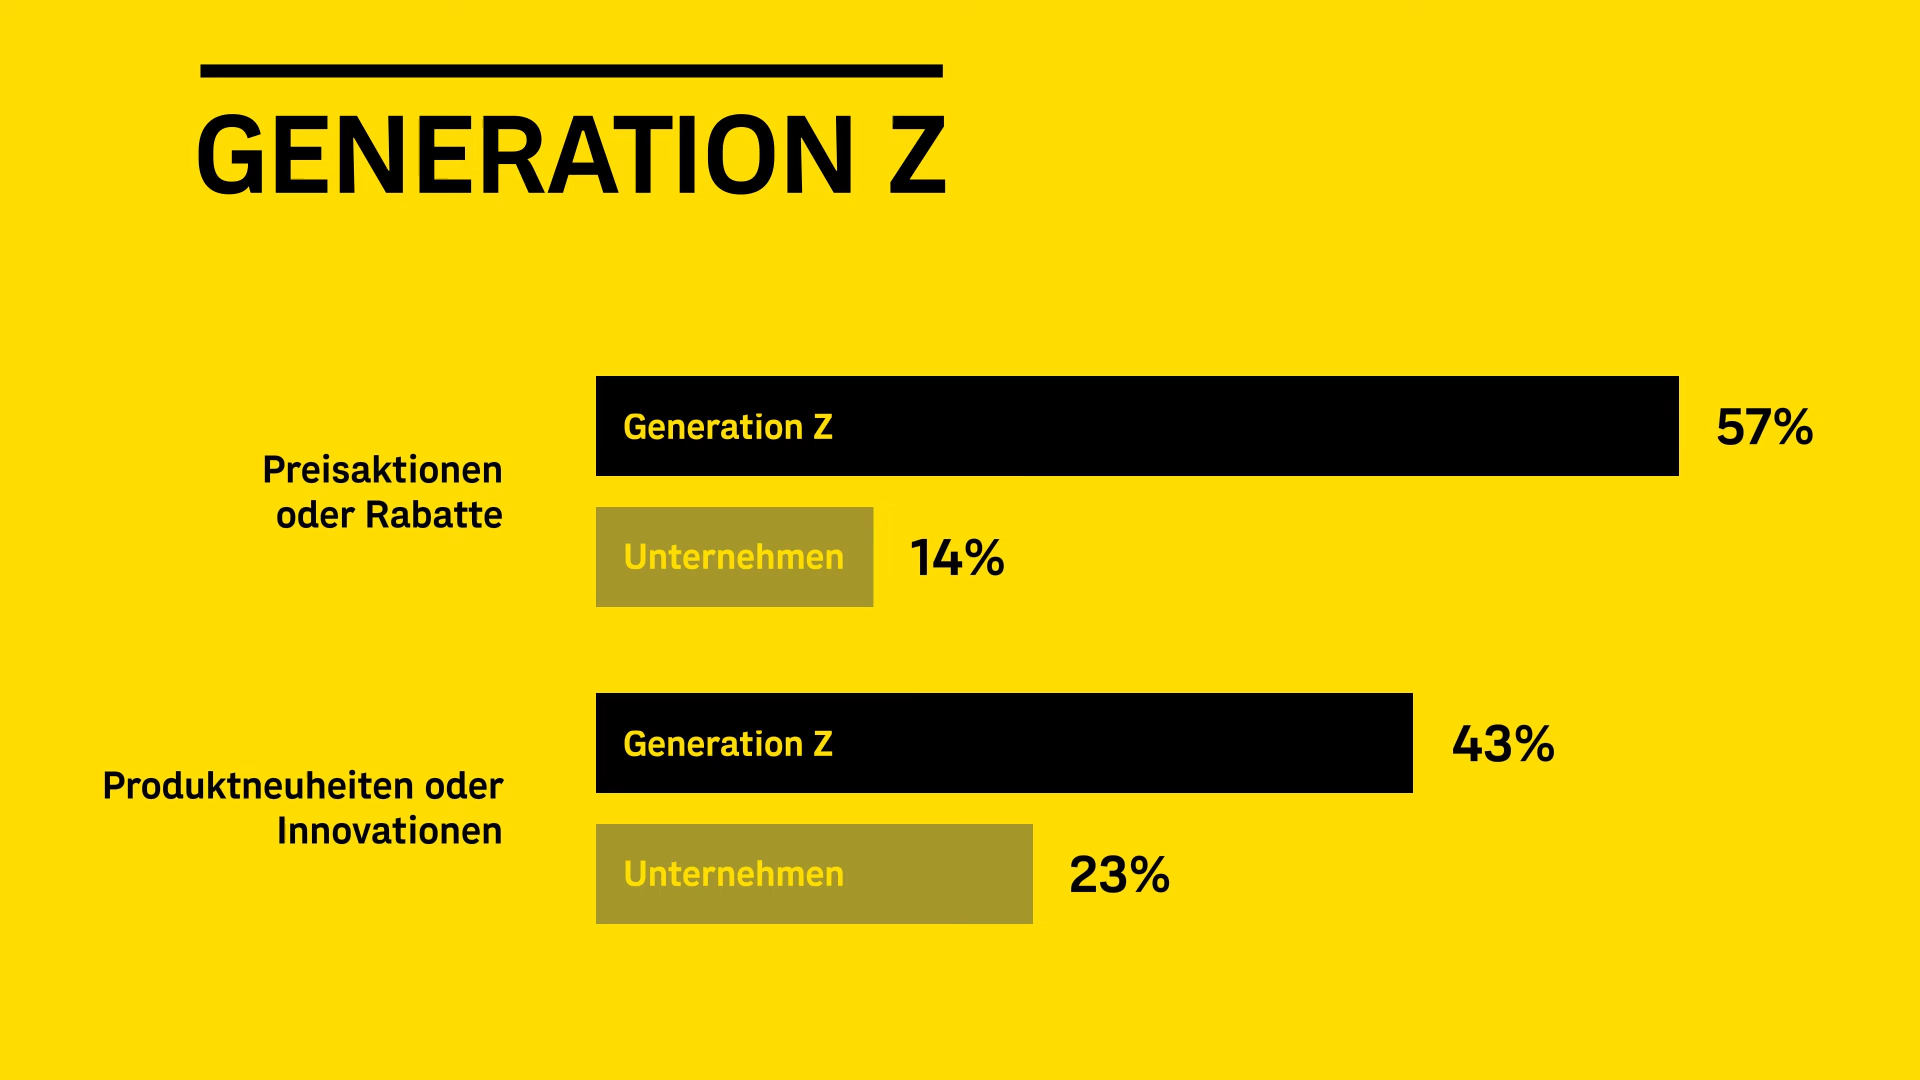 GENERATION Z
Preisaktionen
oder Rabatte
Generation Z
57%
Unternehmen
14%
Produktneuheiten oder
Innovationen
Generation Z
43%
Unternehmen
23%